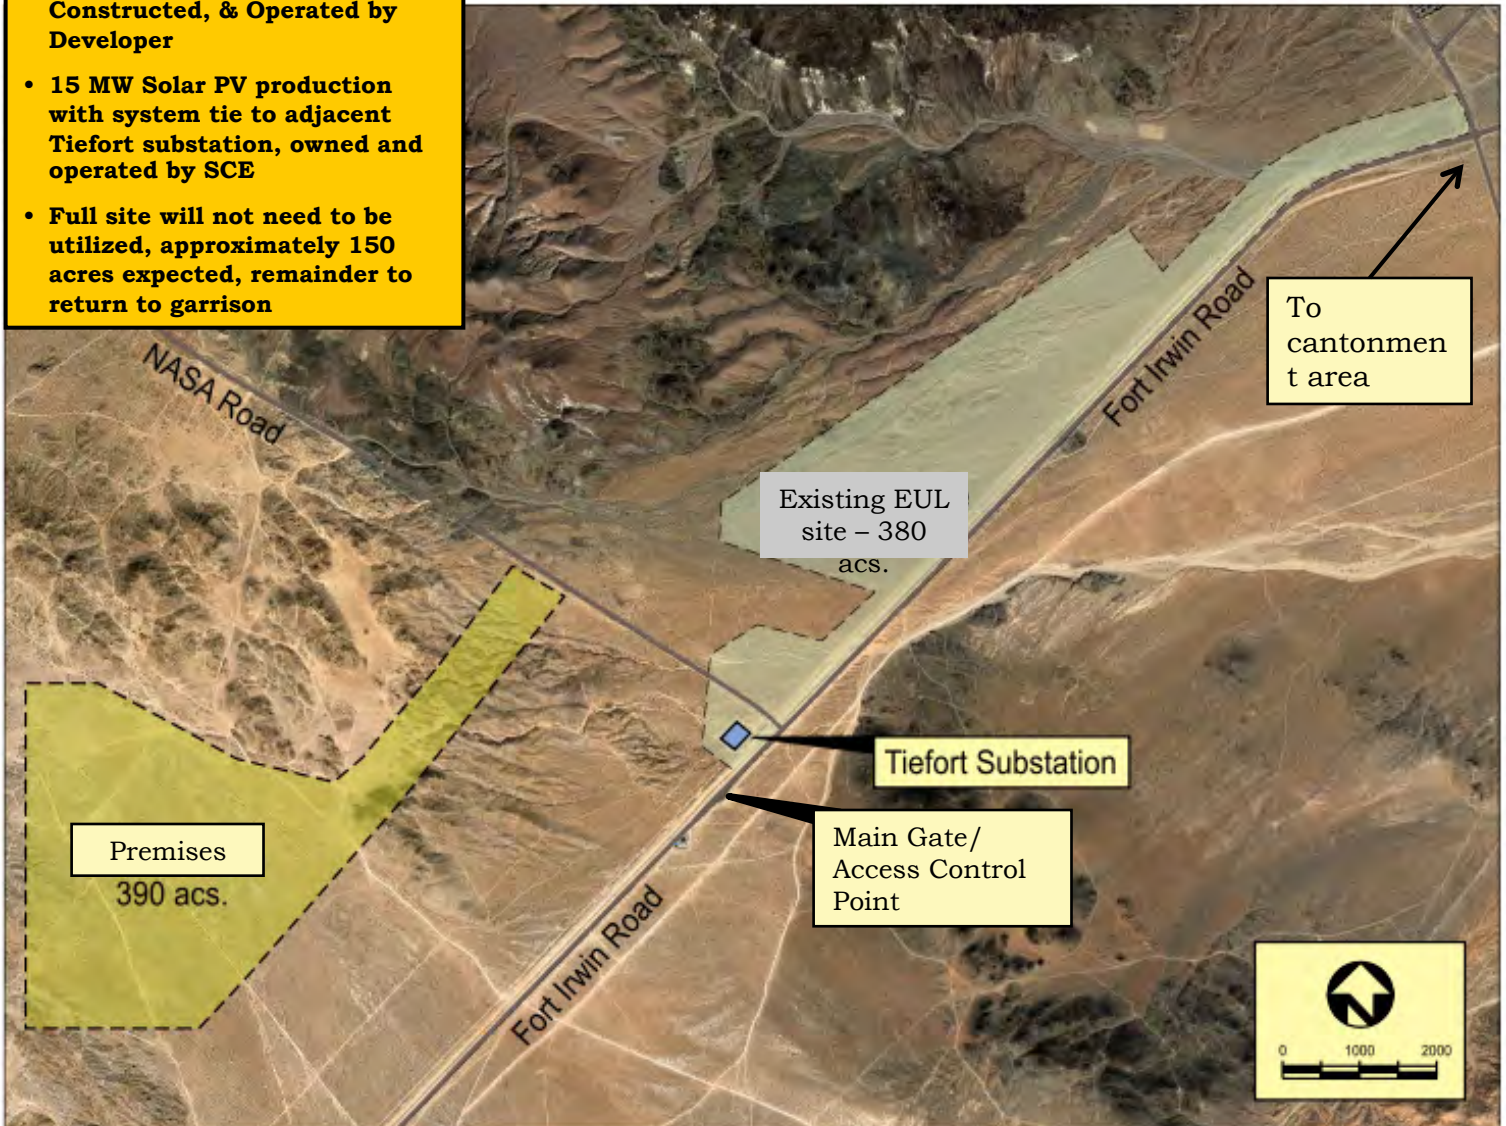 Constructed, & Operated by
Developer
• 15 MW Solar PV production
with system tie to adjacent
Tiefort substation, owned and
operated by SCE
• Full site will not need to be
utilized, approximately 150
acres expected, remainder to
return to garrison
NASA Road
Fort Irwin Road
To
cantonmen
t area
Existing EUL
site – 380
acs.
Tiefort Substation
Main Gate/
Access Control
Point
Premises
390 acs.
Fort Irwin Road
N
0 1000 2000